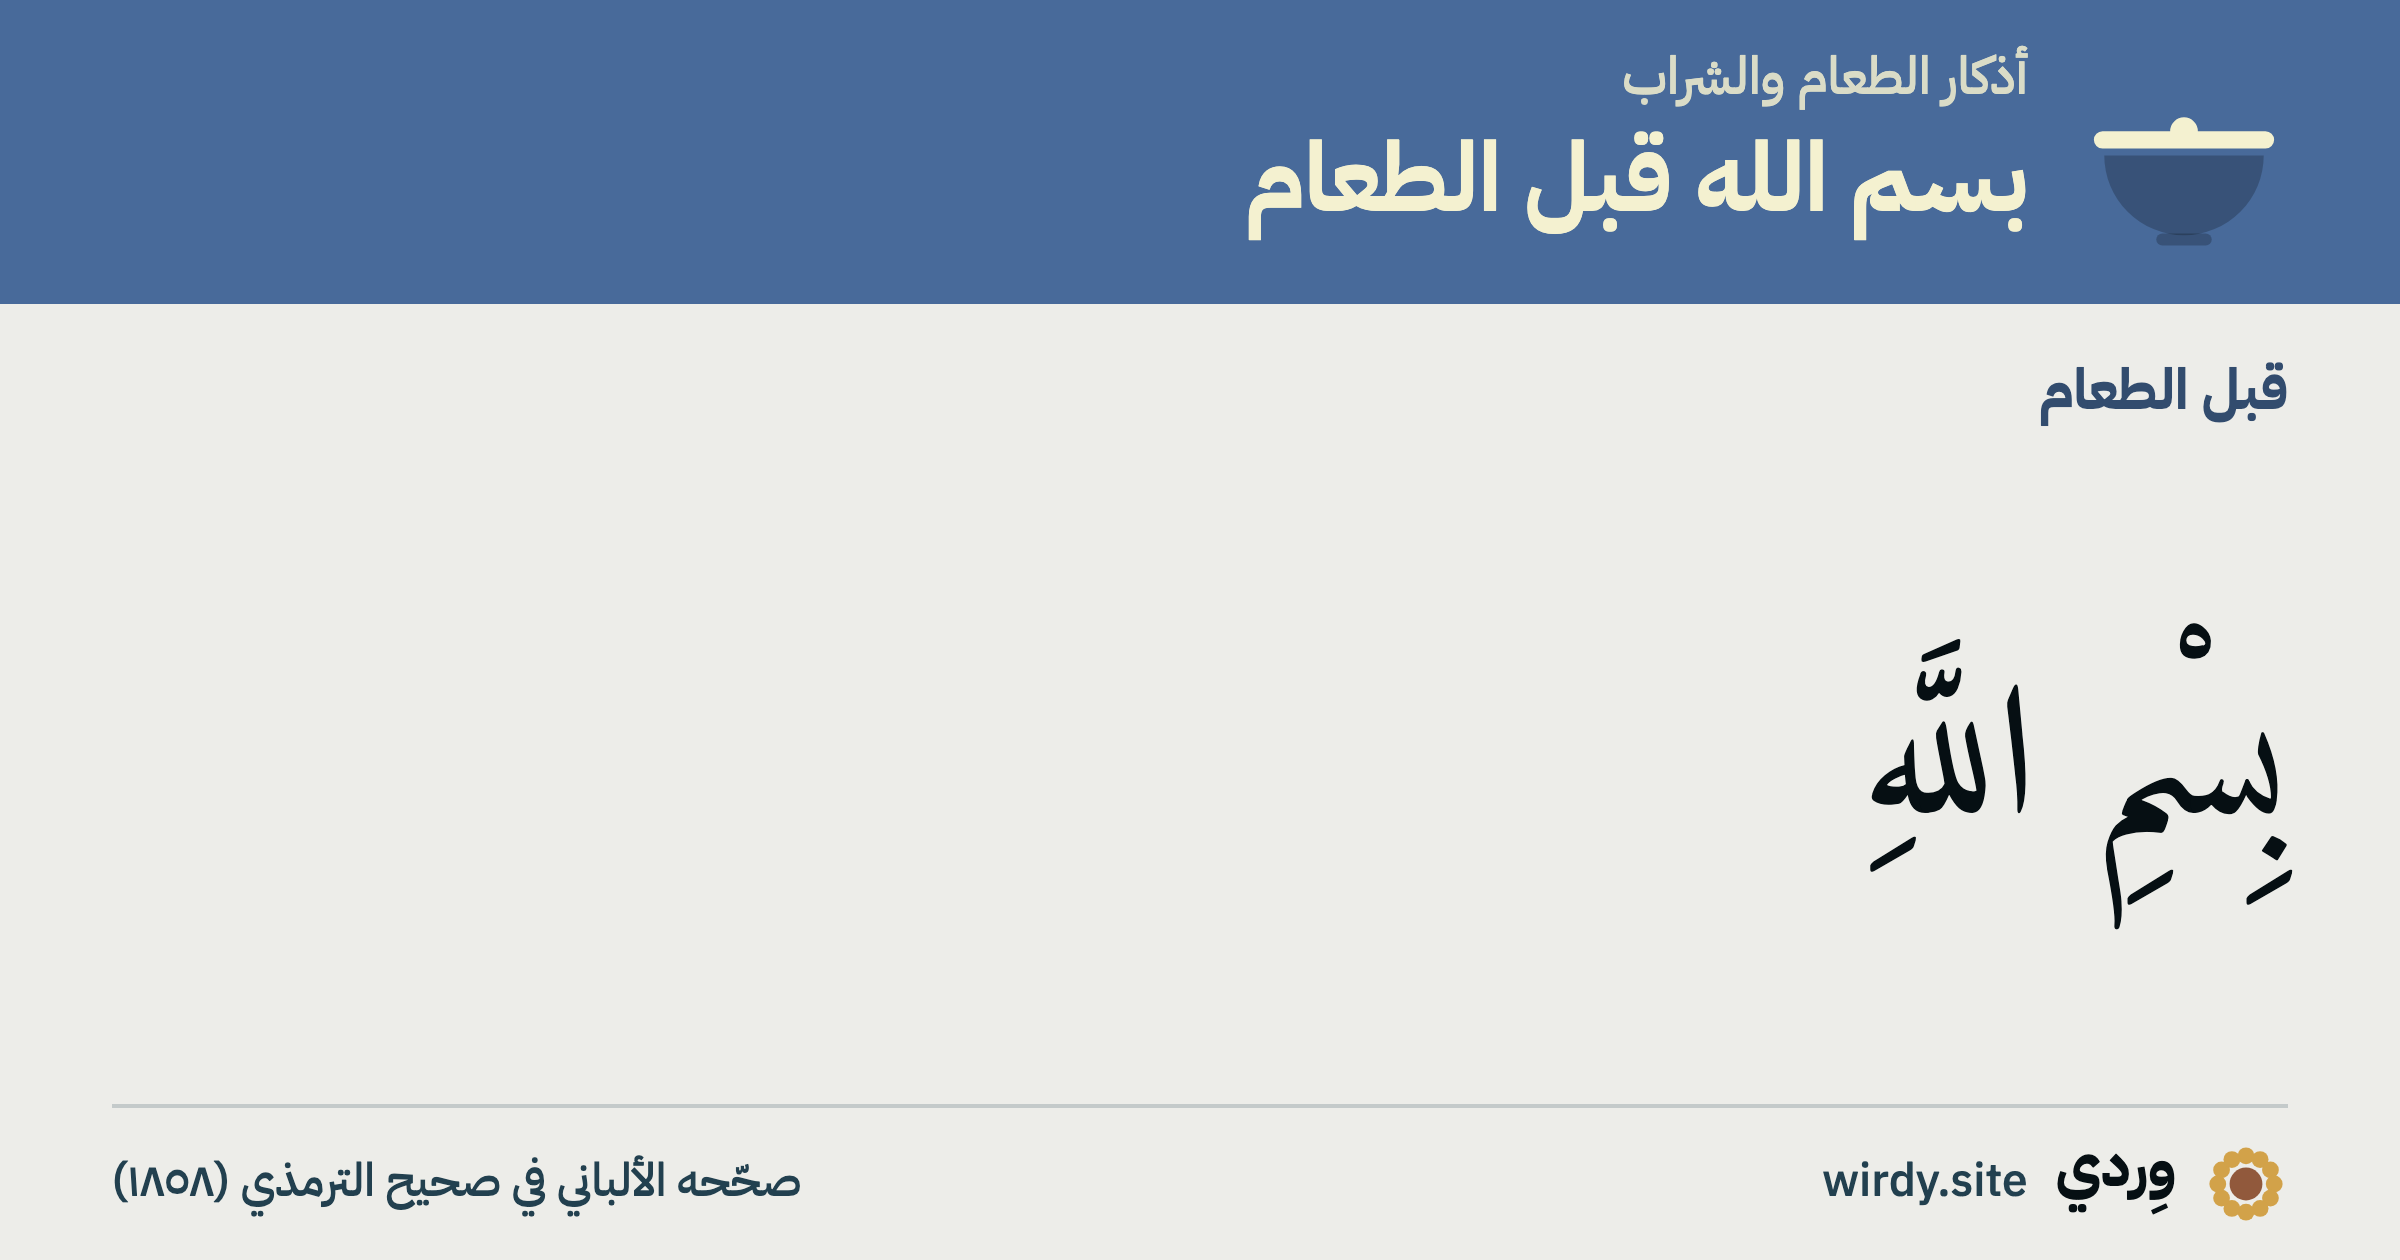 أذكار الطعام والشراب
بسم الله قبل الطعام
قبل الطعام
بِسْمِ اللَّهِ
وِردي wirdy.site
صحّحه الألباني في صحيح الترمذي (١٨٥٨)